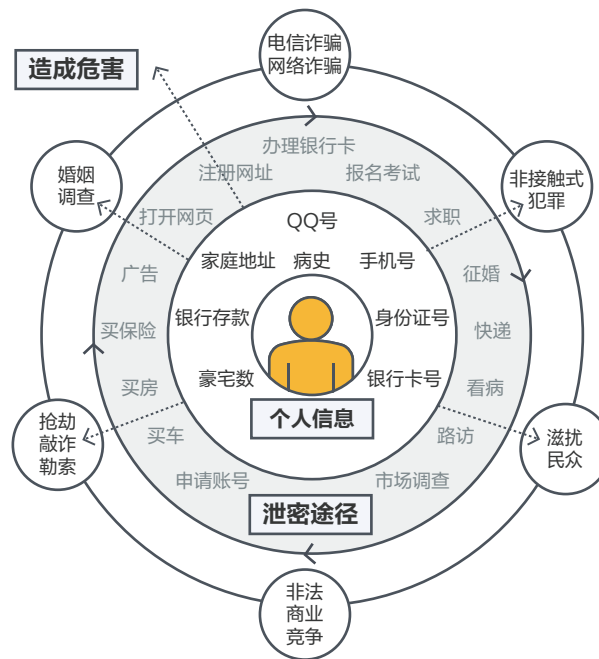 电信诈骗
网络诈骗
造成危害
办理银行卡
注册网址
报名考试
婚姻
调查
非接触式
犯罪
打开网页
QQ号
求职
家庭地址
病史
手机号
广告
征婚
银行存款
身份证号
买保险
快递
豪宅数
银行卡号
买房
看病
个人信息
抢劫
敲诈
勒索
买车
路访
滋扰
民众
申请账号
市场调查
泄密途径
非法
商业
竞争